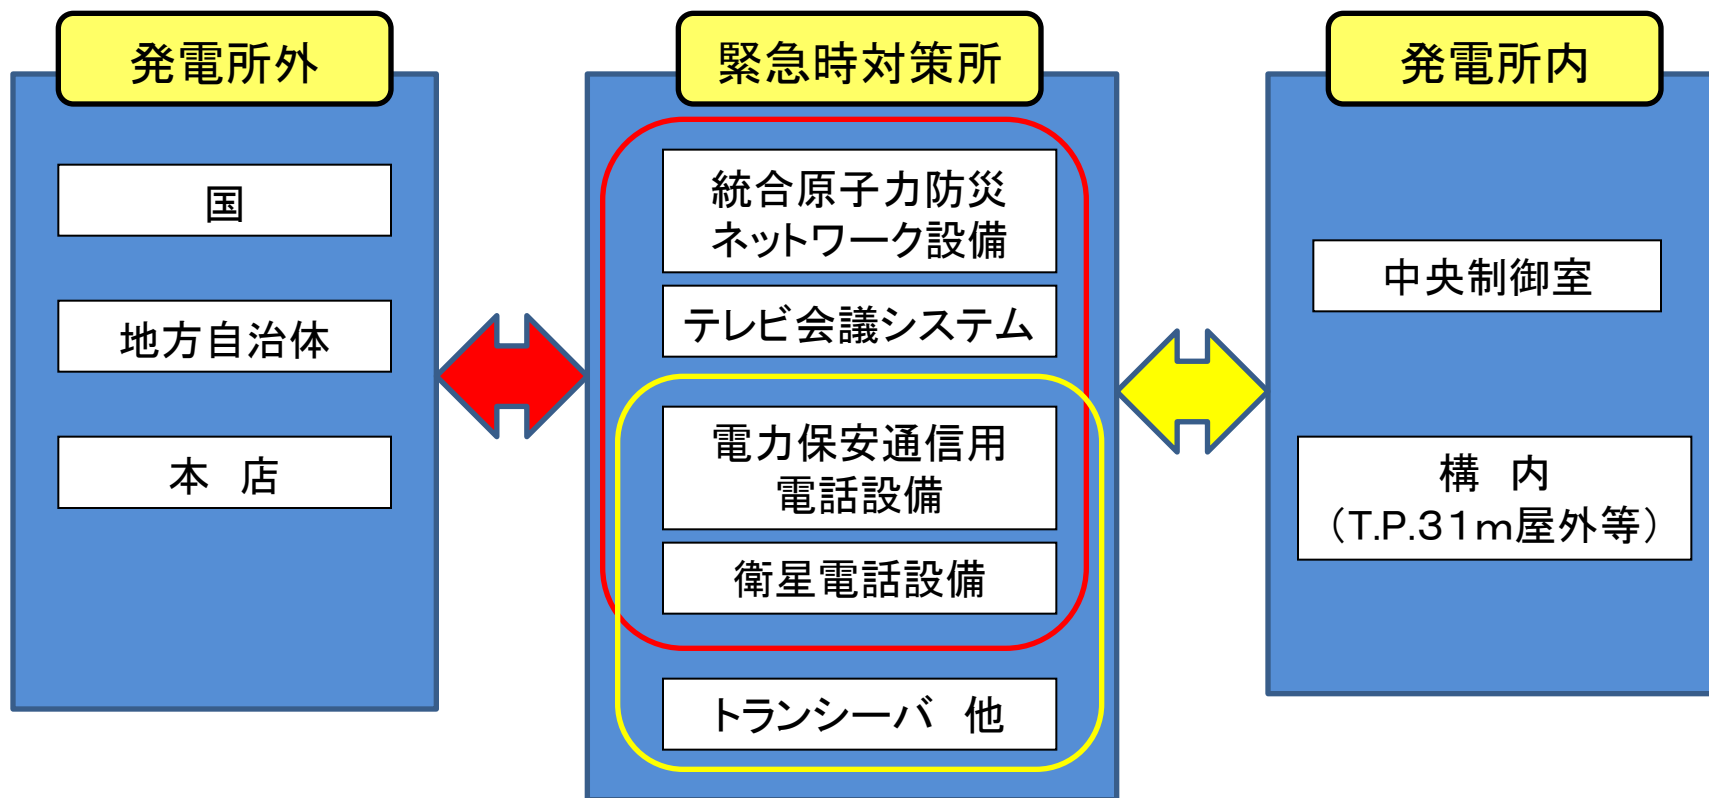 発電所外
国
地方自治体
本　店
緊急時対策所
統合原子力防災
ネットワーク設備
テレビ会議システム
電力保安通信用
電話設備
衛星電話設備
トランシーバ　他
発電所内
中央制御室
構　内
（T.P.31ｍ屋外等）